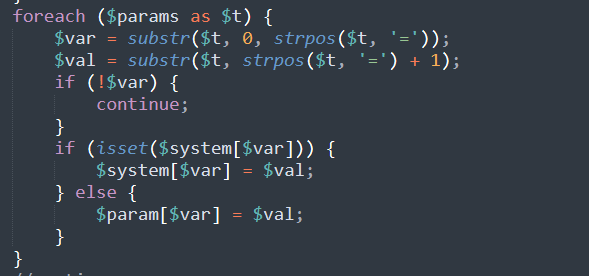 foreach ($params as $t) {
$var = substr($t, 0, strpos($t, '='));
$val = substr($t, strpos($t, '=') + 1);
if (!$var) {
continue;
}
if (isset($system[$var])) {
$system[$var] = $val;
} else {
$param[$var] = $val;
}
}